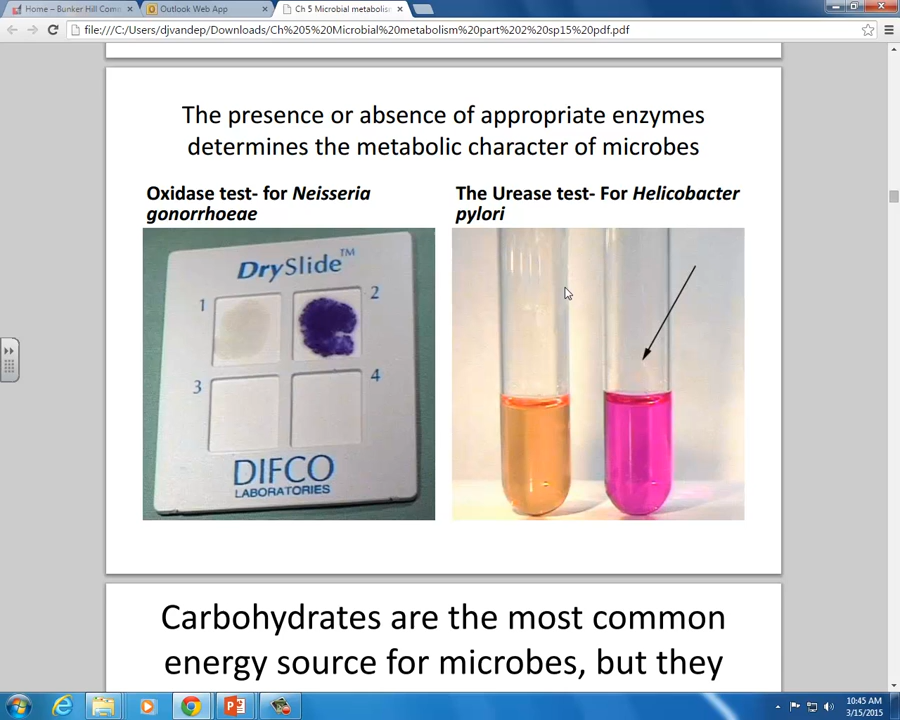 Home – Bunker Hill Comm
Outlook Web App
Ch 5 Microbial metabolis
file:///C:/Users/djvandep/Downloads/Ch%205%20Microbial%20metabolism%20part%202%20sp15%20pdf.pdf
The presence or absence of appropriate enzymes
determines the metabolic character of microbes
Oxidase test- for Neisseria
gonorrhoeae
The Urease test- For Helicobacter
pylori
DrySlide™
1
2
3
4
DIFCO
LABORATORIES
Carbohydrates are the most common
energy source for microbes, but they
10:45 AM
3/15/2015